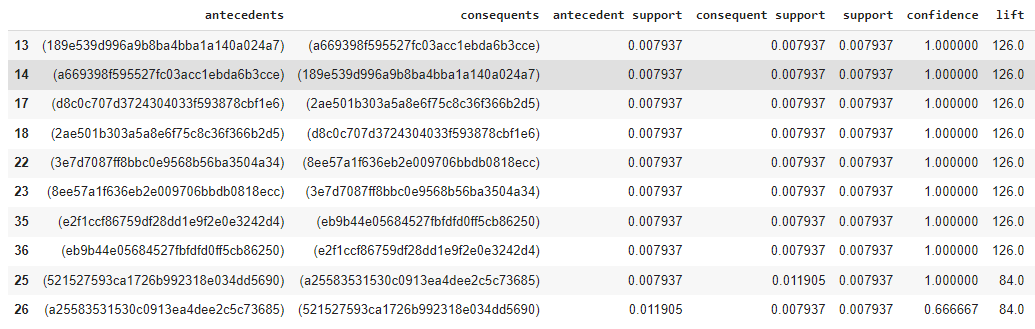 antecedents consequents antecedent support consequent support support confidence lift
13 (189e539d996a9b8ba4bba1a140a024a7) (a669398f595527fc03acc1ebda6b3cce) 0.007937 0.007937 0.007937 1.000000 126.0
14 (a669398f595527fc03acc1ebda6b3cce) (189e539d996a9b8ba4bba1a140a024a7) 0.007937 0.007937 0.007937 1.000000 126.0
17 (d8c0c707d3724304033f593878cbf1e6) (2ae501b303a5a8e6f75c8c36f366b2d5) 0.007937 0.007937 0.007937 1.000000 126.0
18 (2ae501b303a5a8e6f75c8c36f366b2d5) (d8c0c707d3724304033f593878cbf1e6) 0.007937 0.007937 0.007937 1.000000 126.0
22 (3e7d7087ff8bbc0e9568b56ba3504a34) (8ee57a1f636eb2e009706bbdb0818ecc) 0.007937 0.007937 0.007937 1.000000 126.0
23 (8ee57a1f636eb2e009706bbdb0818ecc) (3e7d7087ff8bbc0e9568b56ba3504a34) 0.007937 0.007937 0.007937 1.000000 126.0
35 (e2f1ccf86759df28dd1e9f2e0e3242d4) (eb9b44e05684527fbfdfd0ff5cb86250) 0.007937 0.007937 0.007937 1.000000 126.0
36 (eb9b44e05684527fbfdfd0ff5cb86250) (e2f1ccf86759df28dd1e9f2e0e3242d4) 0.007937 0.007937 0.007937 1.000000 126.0
25 (521527593ca1726b992318e034dd5690) (a25583531530c0913ea4dee2c5c73685) 0.007937 0.011905 0.007937 1.000000 84.0
26 (a25583531530c0913ea4dee2c5c73685) (521527593ca1726b992318e034dd5690) 0.011905 0.007937 0.007937 0.666667 84.0